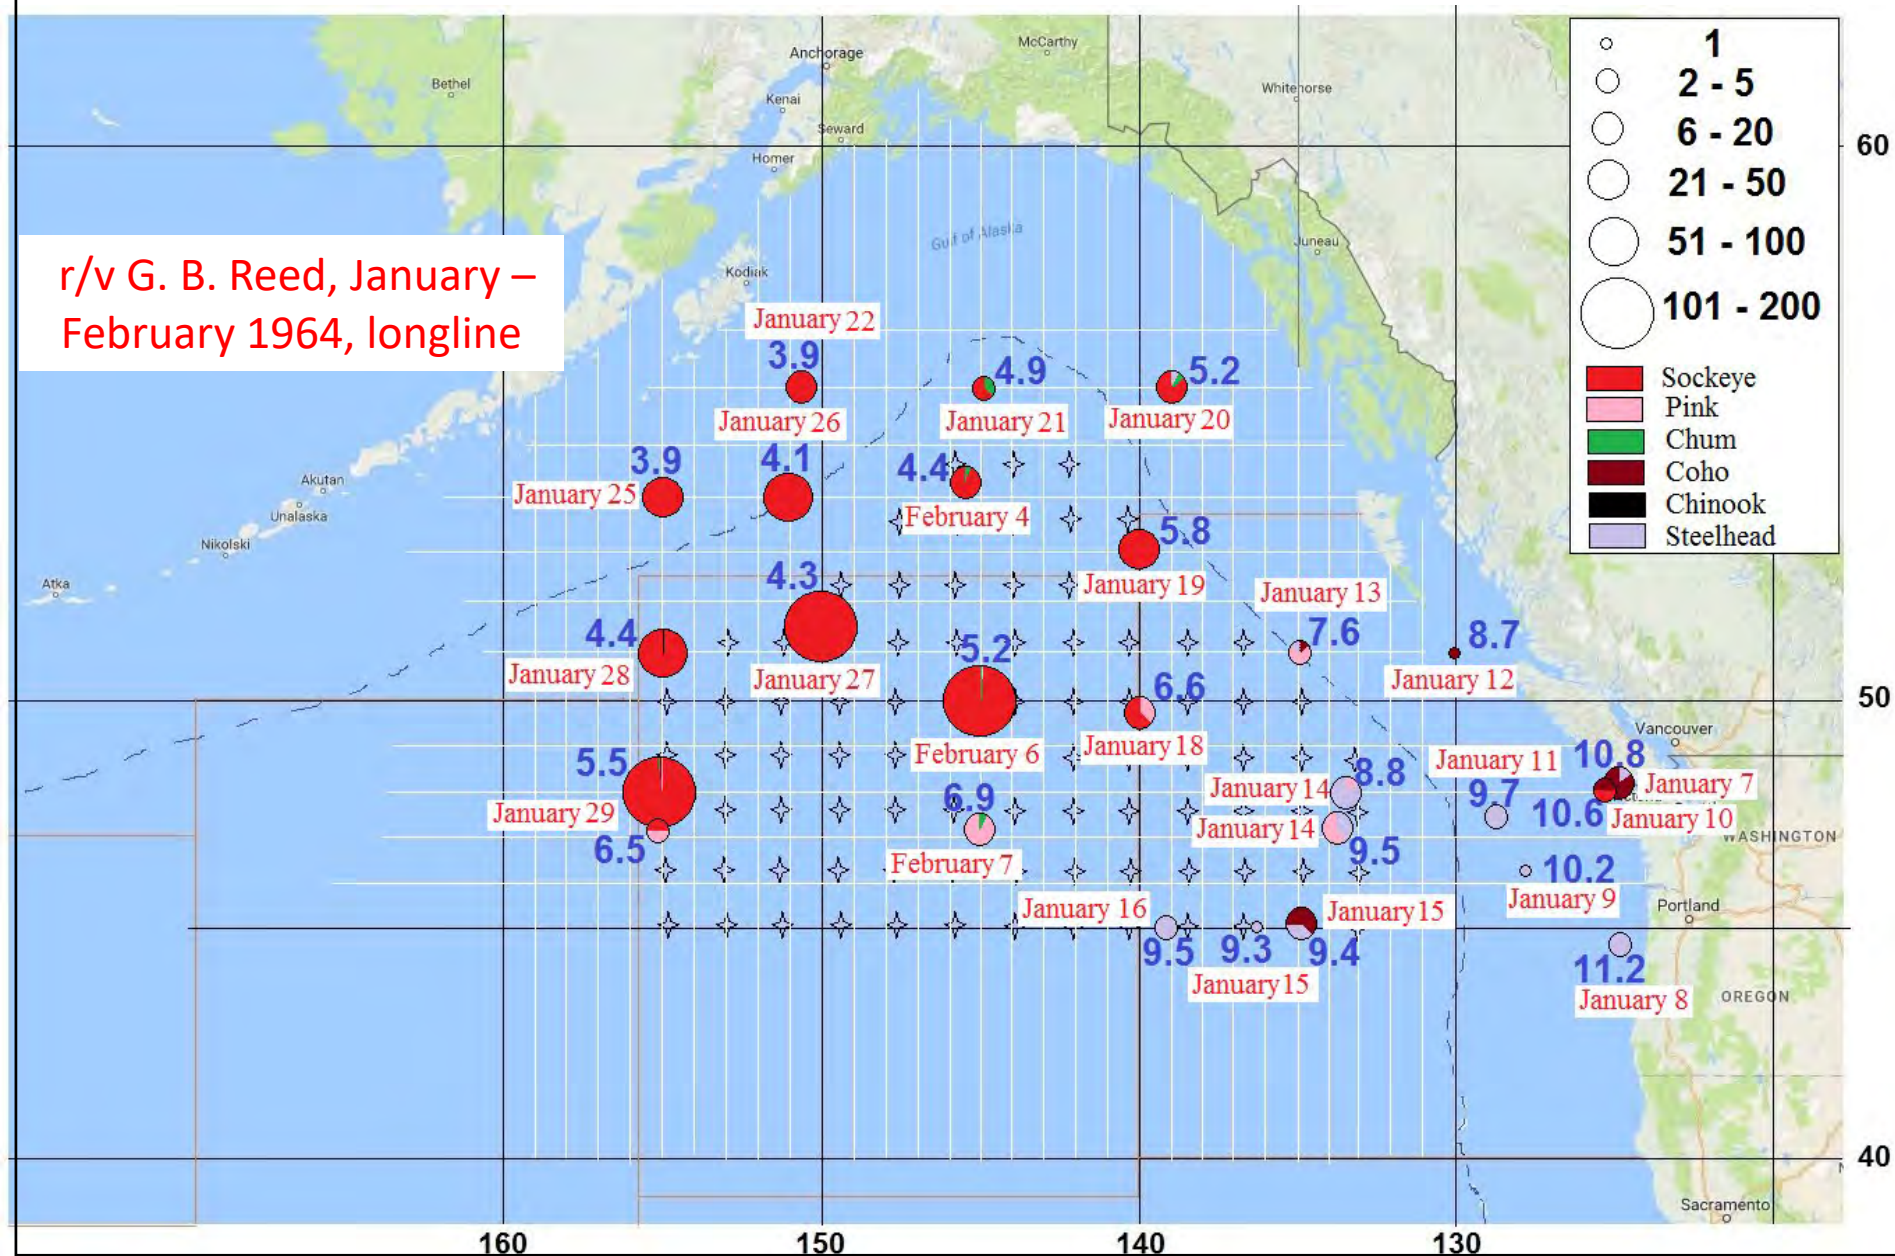 McCarthy
Anchorage
Bethel
Whitehorse
Kenai
Seward
Homer
Gulf of Alaska
Juneau
Kodiak
r/v G. B. Reed, January –
February 1964, longline
1
2 - 5
6 - 20
21 - 50
51 - 100
101 - 200
Sockeye
Pink
Chum
Coho
Chinook
Steelhead
60
50
40
January 22
3.9
January 26
4.9
January 21
5.2
January 20
3.9
January 25
4.1
4.4
February 4
Akutan
Unalaska
Nikolski
Atka
5.8
January 19
4.3
January 27
January 13
7.6
8.7
January 12
4.4
January 28
5.2
February 6
6.6
January 18
Vancouver
January 11
9.7
10.8
January 7
10.6
January 10
WASHINGTON
5.5
January 29
6.5
6.9
February 7
January 14
8.8
January 14
9.5
10.2
January 9
Portland
January 16
9.5
9.3
January 15
January 15
9.4
11.2
January 8
OREGON
Sacramento
160
150
140
130